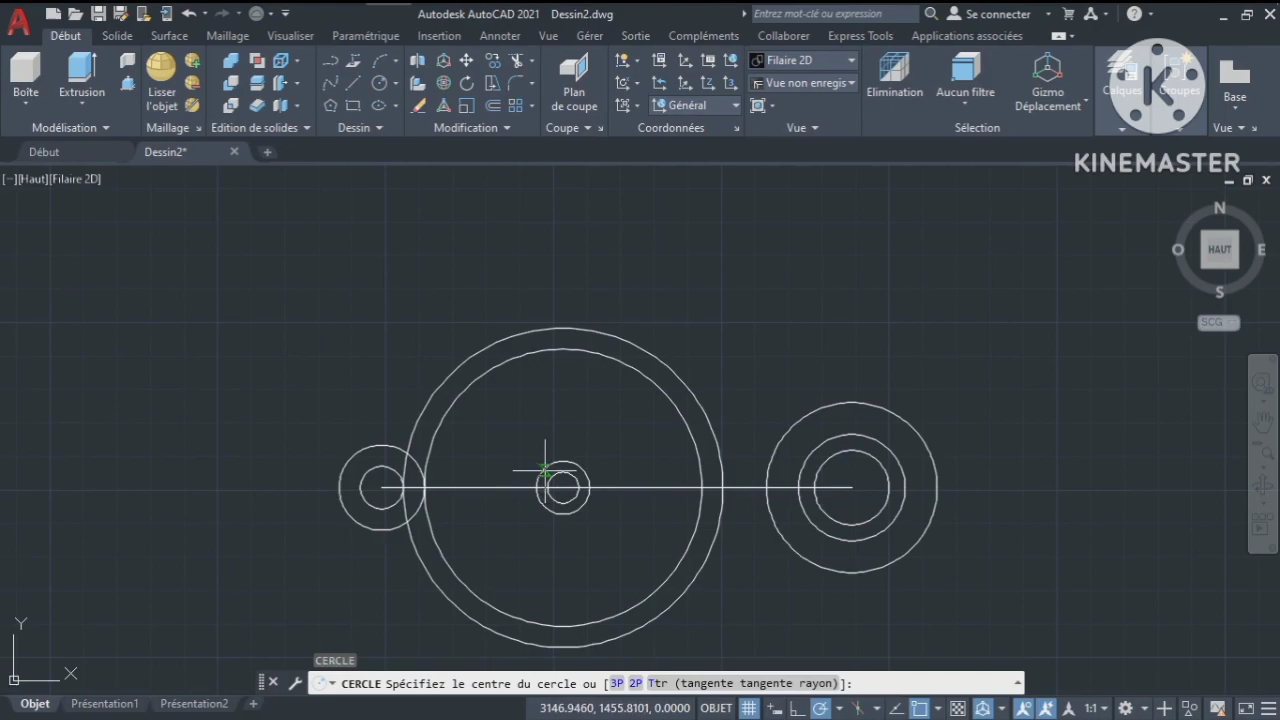 Autodesk AutoCAD 2021 Dessin2.dwg
Entrez mot-clé ou expression
Se connecter
Début Solide Surface Maillage Visualiser Paramétrique Insertion Annoter Vue Gérer Sortie Compléments Collaborer Express Tools Applications associées
Boîte
Extrusion
Lisser
l'objet
Plan
de coupe
Général
Filaire 2D
Vue non enregis
Elimination
Aucun filtre
Gizmo
Déplacement
Calques
Groupes
Base
Modélisation Maillage Edition de solides Dessin Modification Coupe Coordonnées Vue Sélection Vue
K
KINEMASTER
Début Dessin2*
[−][Haut][Filaire 2D]
N
O HAUT E
S
SCG
Y
X
CERCLE
CERCLE Spécifiez le centre du cercle ou [3P 2P Ttr (tangente tangente rayon)]:
Objet Présentation1 Présentation2
3146.9460, 1455.8101, 0.0000 OBJET
1:1